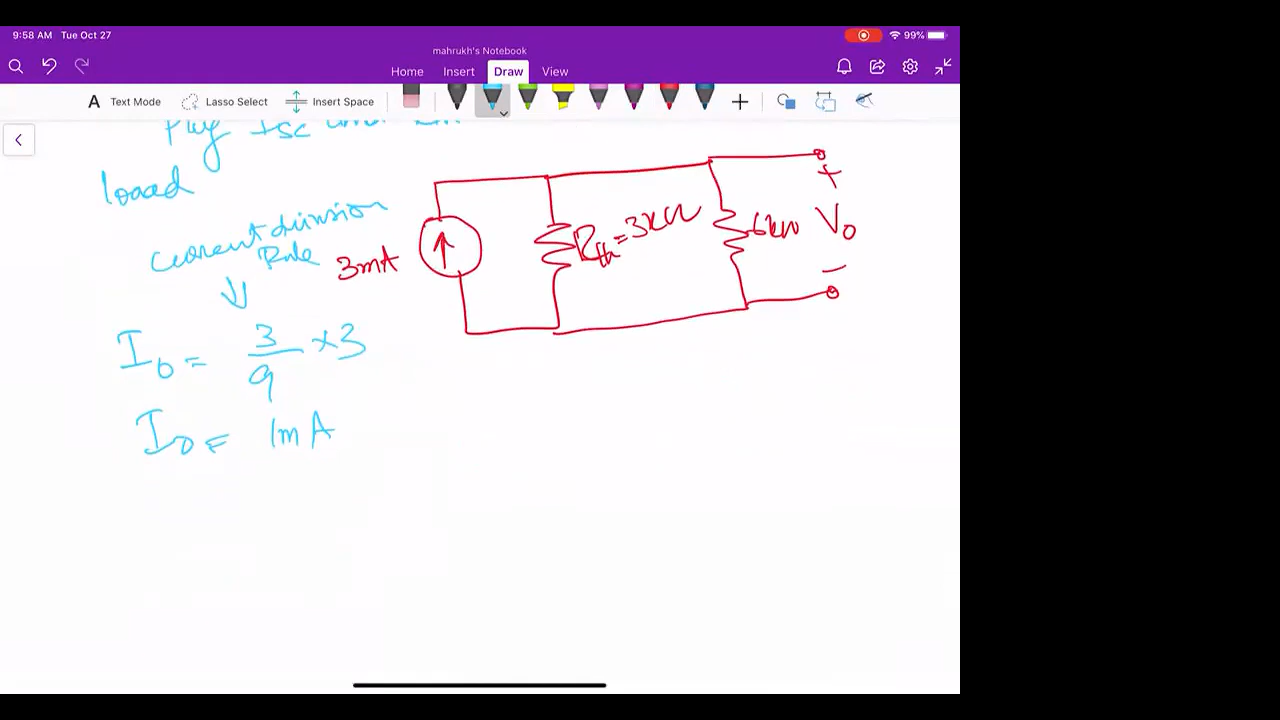 9:58 AM Tue Oct 27
99%
mahrukh's Notebook
Home Insert Draw View
Text Mode Lasso Select Insert Space
Isc
load
current division
Rule
3mA
Rth=3kΩ
6kΩ
+
Vo
−
Io = 3/9 ×3
Io = 1mA